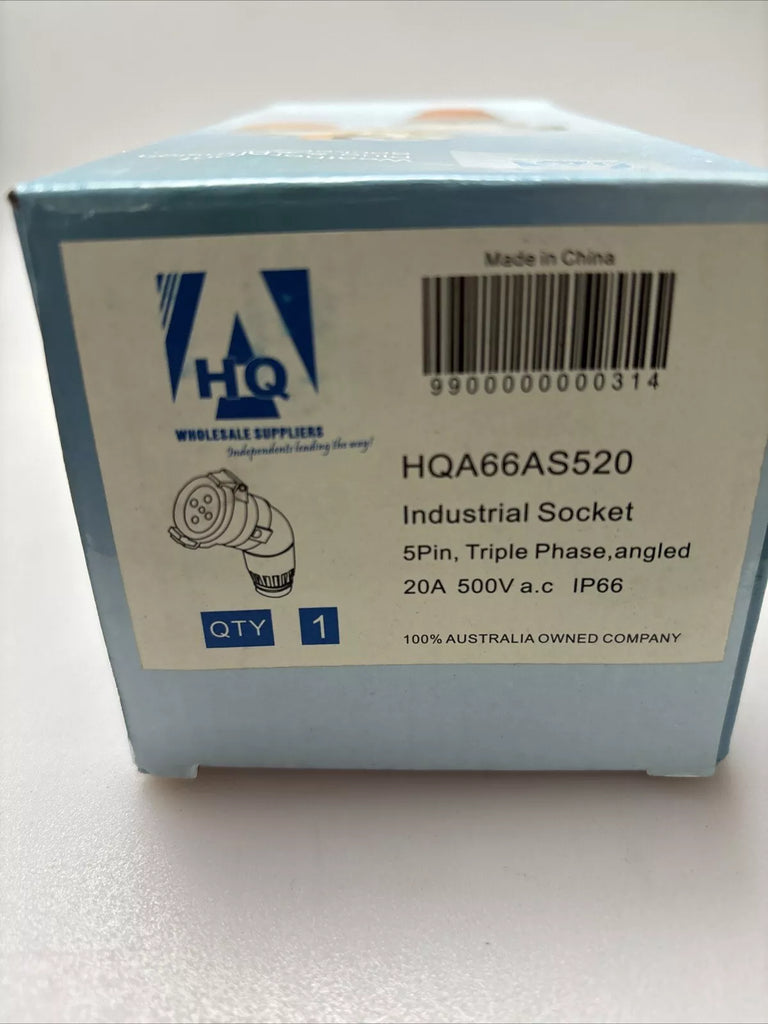 Weatherproof
Made in China
9900000000314
HQ
WHOLESALE SUPPLIERS
Independents leading the way!
HQA66AS520
Industrial Socket
5Pin, Triple Phase,angled
20A 500V a.c IP66
QTY 1
100% AUSTRALIA OWNED COMPANY